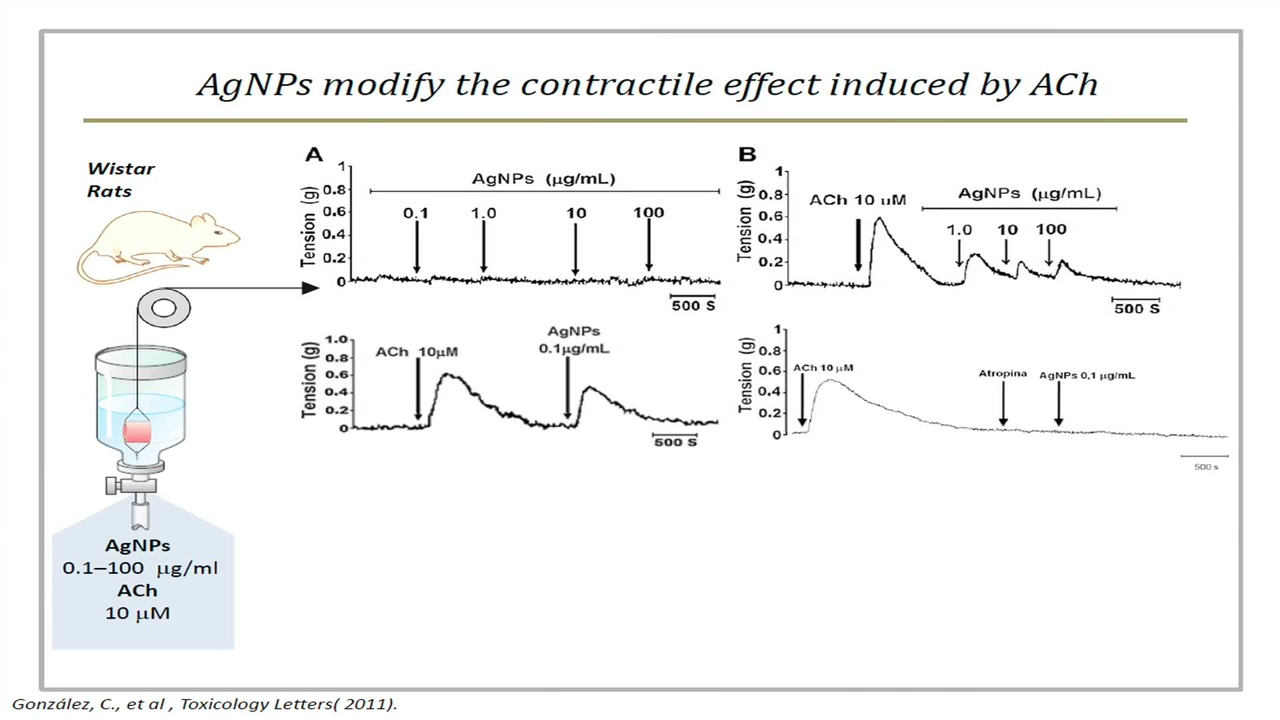 AgNPs modify the contractile effect induced by ACh
Wistar
Rats
A
Tension (g)
1
0.8
0.6
0.4
0.2
0
AgNPs (μg/mL)
0.1 1.0 10 100
500 S
B
Tension (g)
1
0.8
0.6
0.4
0.2
0
ACh 10 uM
AgNPs (μg/mL)
1.0 10 100
500 S
Tension (g)
1.0
0.8
0.6
0.4
0.2
0
ACh 10μM
AgNPs
0.1μg/mL
500 S
Tension (g)
1
0.8
0.6
0.4
0.2
0
ACh 10 μM
Atropina
AgNPs 0,1 μg/mL
500 s
AgNPs
0.1–100 μg/ml
ACh
10 μM
González, C., et al , Toxicology Letters( 2011).